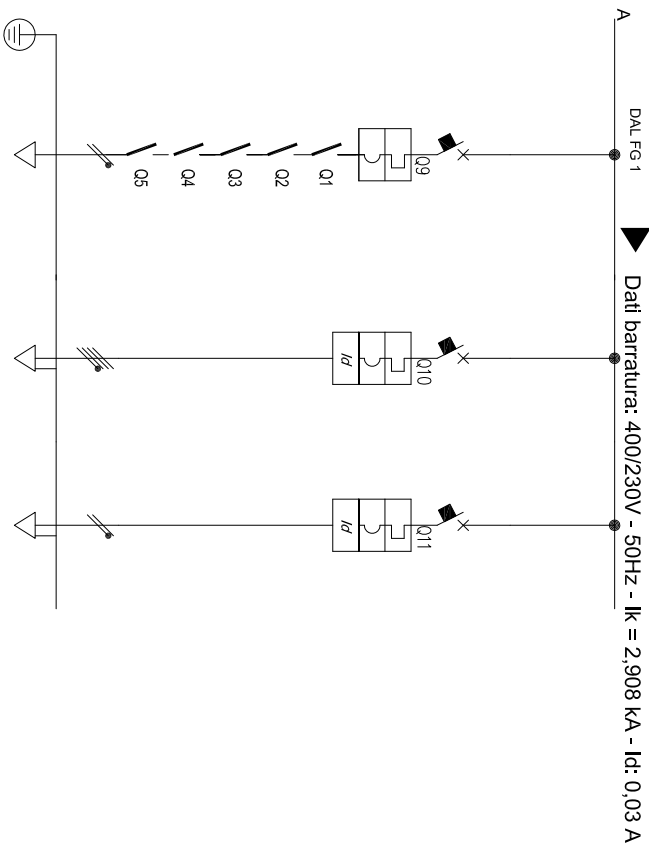 A
DAL FG 1
Dati barratura: 400/230V - 50Hz - Ik = 2,908 kA - Id: 0,03 A
Q9
Q10
Q11
Id
Id
Q1
Q2
Q3
Q4
Q5